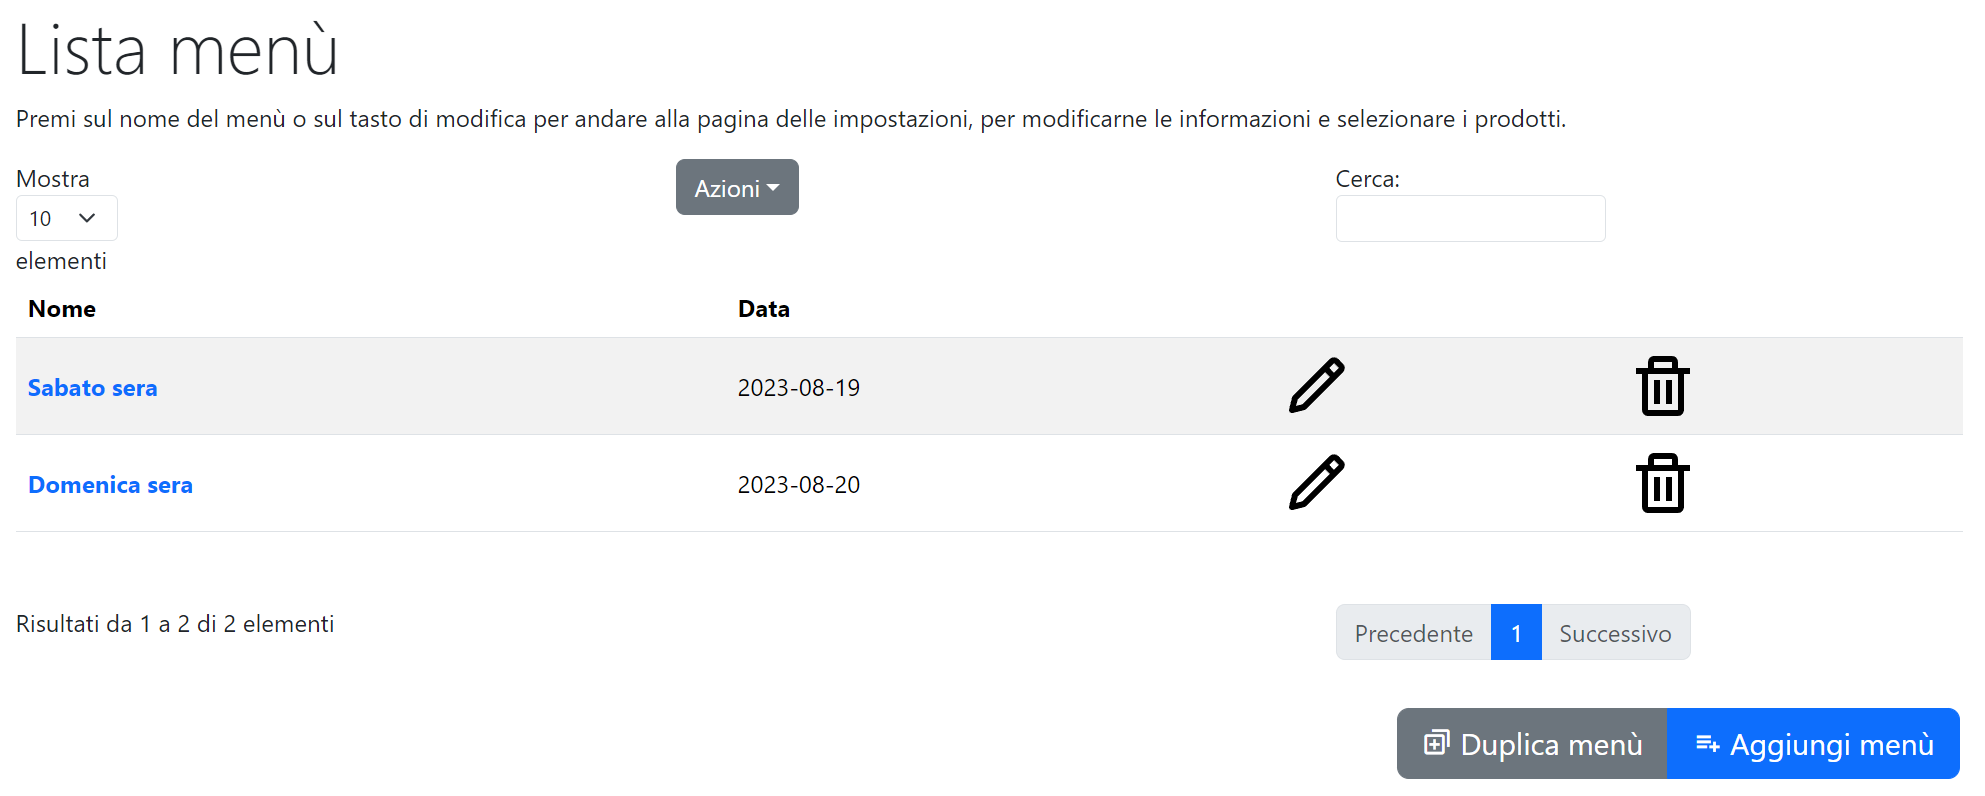 Lista menù
Premi sul nome del menù o sul tasto di modifica per andare alla pagina delle impostazioni, per modificarne le informazioni e selezionare i prodotti.
Mostra
10
elementi
Azioni
Cerca:
Nome Data
Sabato sera 2023-08-19
Domenica sera 2023-08-20
Risultati da 1 a 2 di 2 elementi
Precedente 1 Successivo
Duplica menù Aggiungi menù